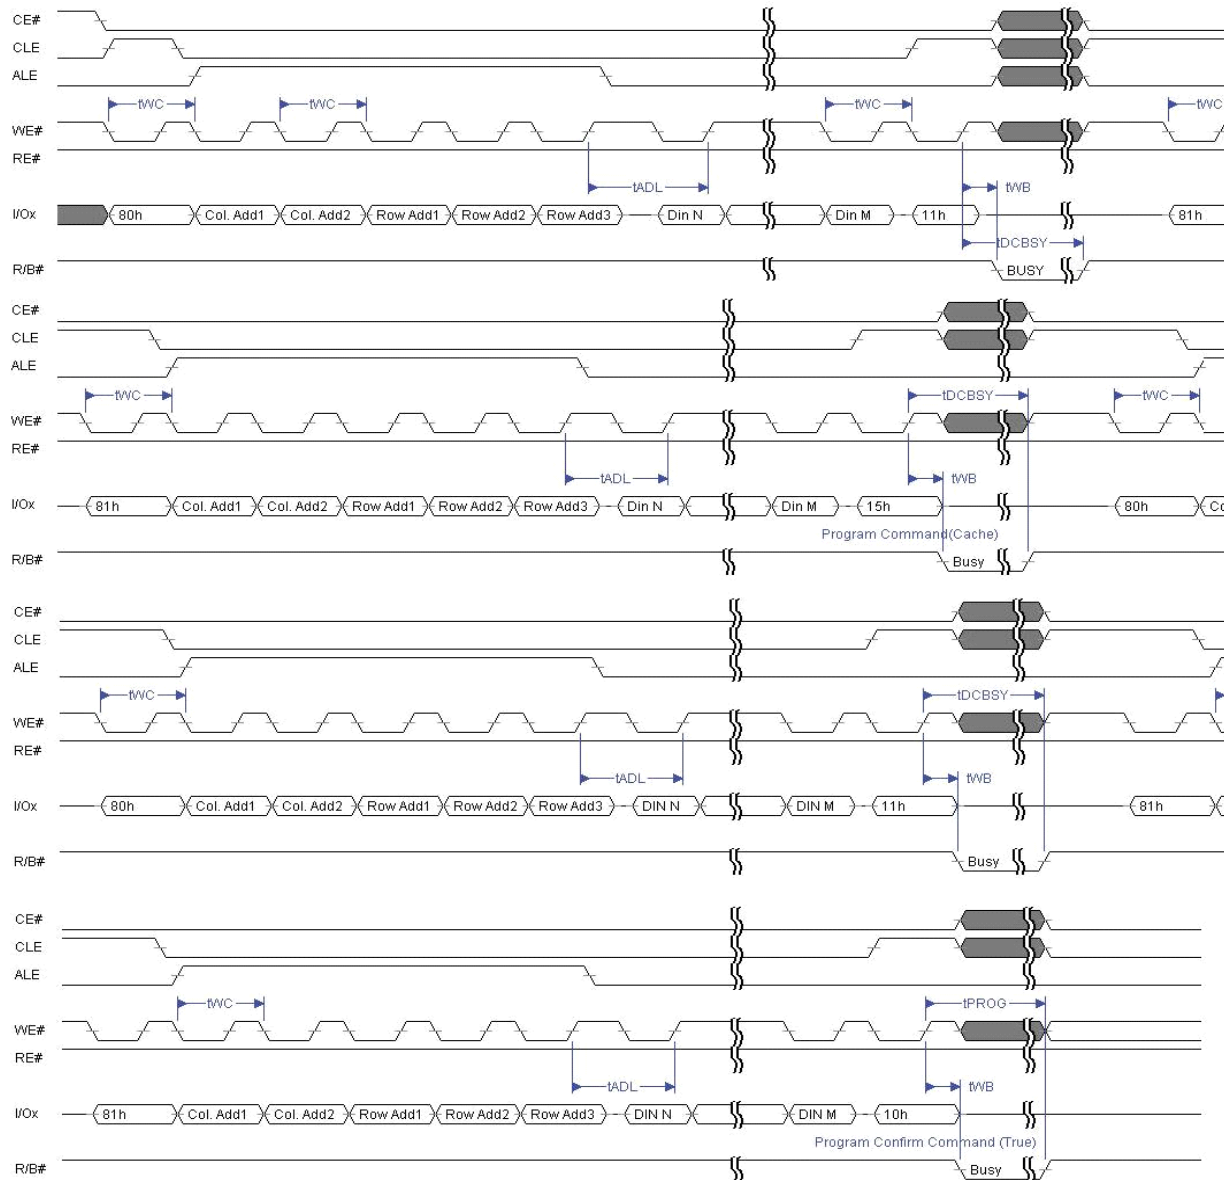 CE#
CLE
ALE
tWC tWC tWC tWC
WE#
RE#
tADL tWB
I/Ox 80h Col. Add1 Col. Add2 Row Add1 Row Add2 Row Add3 Din N Din M 11h 81h
tDCBSY
R/B# BUSY
CE#
CLE
ALE
tWC tDCBSY tWC
WE#
RE#
tADL tWB
I/Ox 81h Col. Add1 Col. Add2 Row Add1 Row Add2 Row Add3 Din N Din M 15h 80h Co
Program Command(Cache)
R/B# Busy
CE#
CLE
ALE
tWC tDCBSY
WE#
RE#
tADL tWB
I/Ox 80h Col. Add1 Col. Add2 Row Add1 Row Add2 Row Add3 DIN N DIN M 11h 81h
R/B# Busy
CE#
CLE
ALE
tWC tPROG
WE#
RE#
tADL tWB
I/Ox 81h Col. Add1 Col. Add2 Row Add1 Row Add2 Row Add3 DIN N DIN M 10h
Program Confirm Command (True)
R/B# Busy